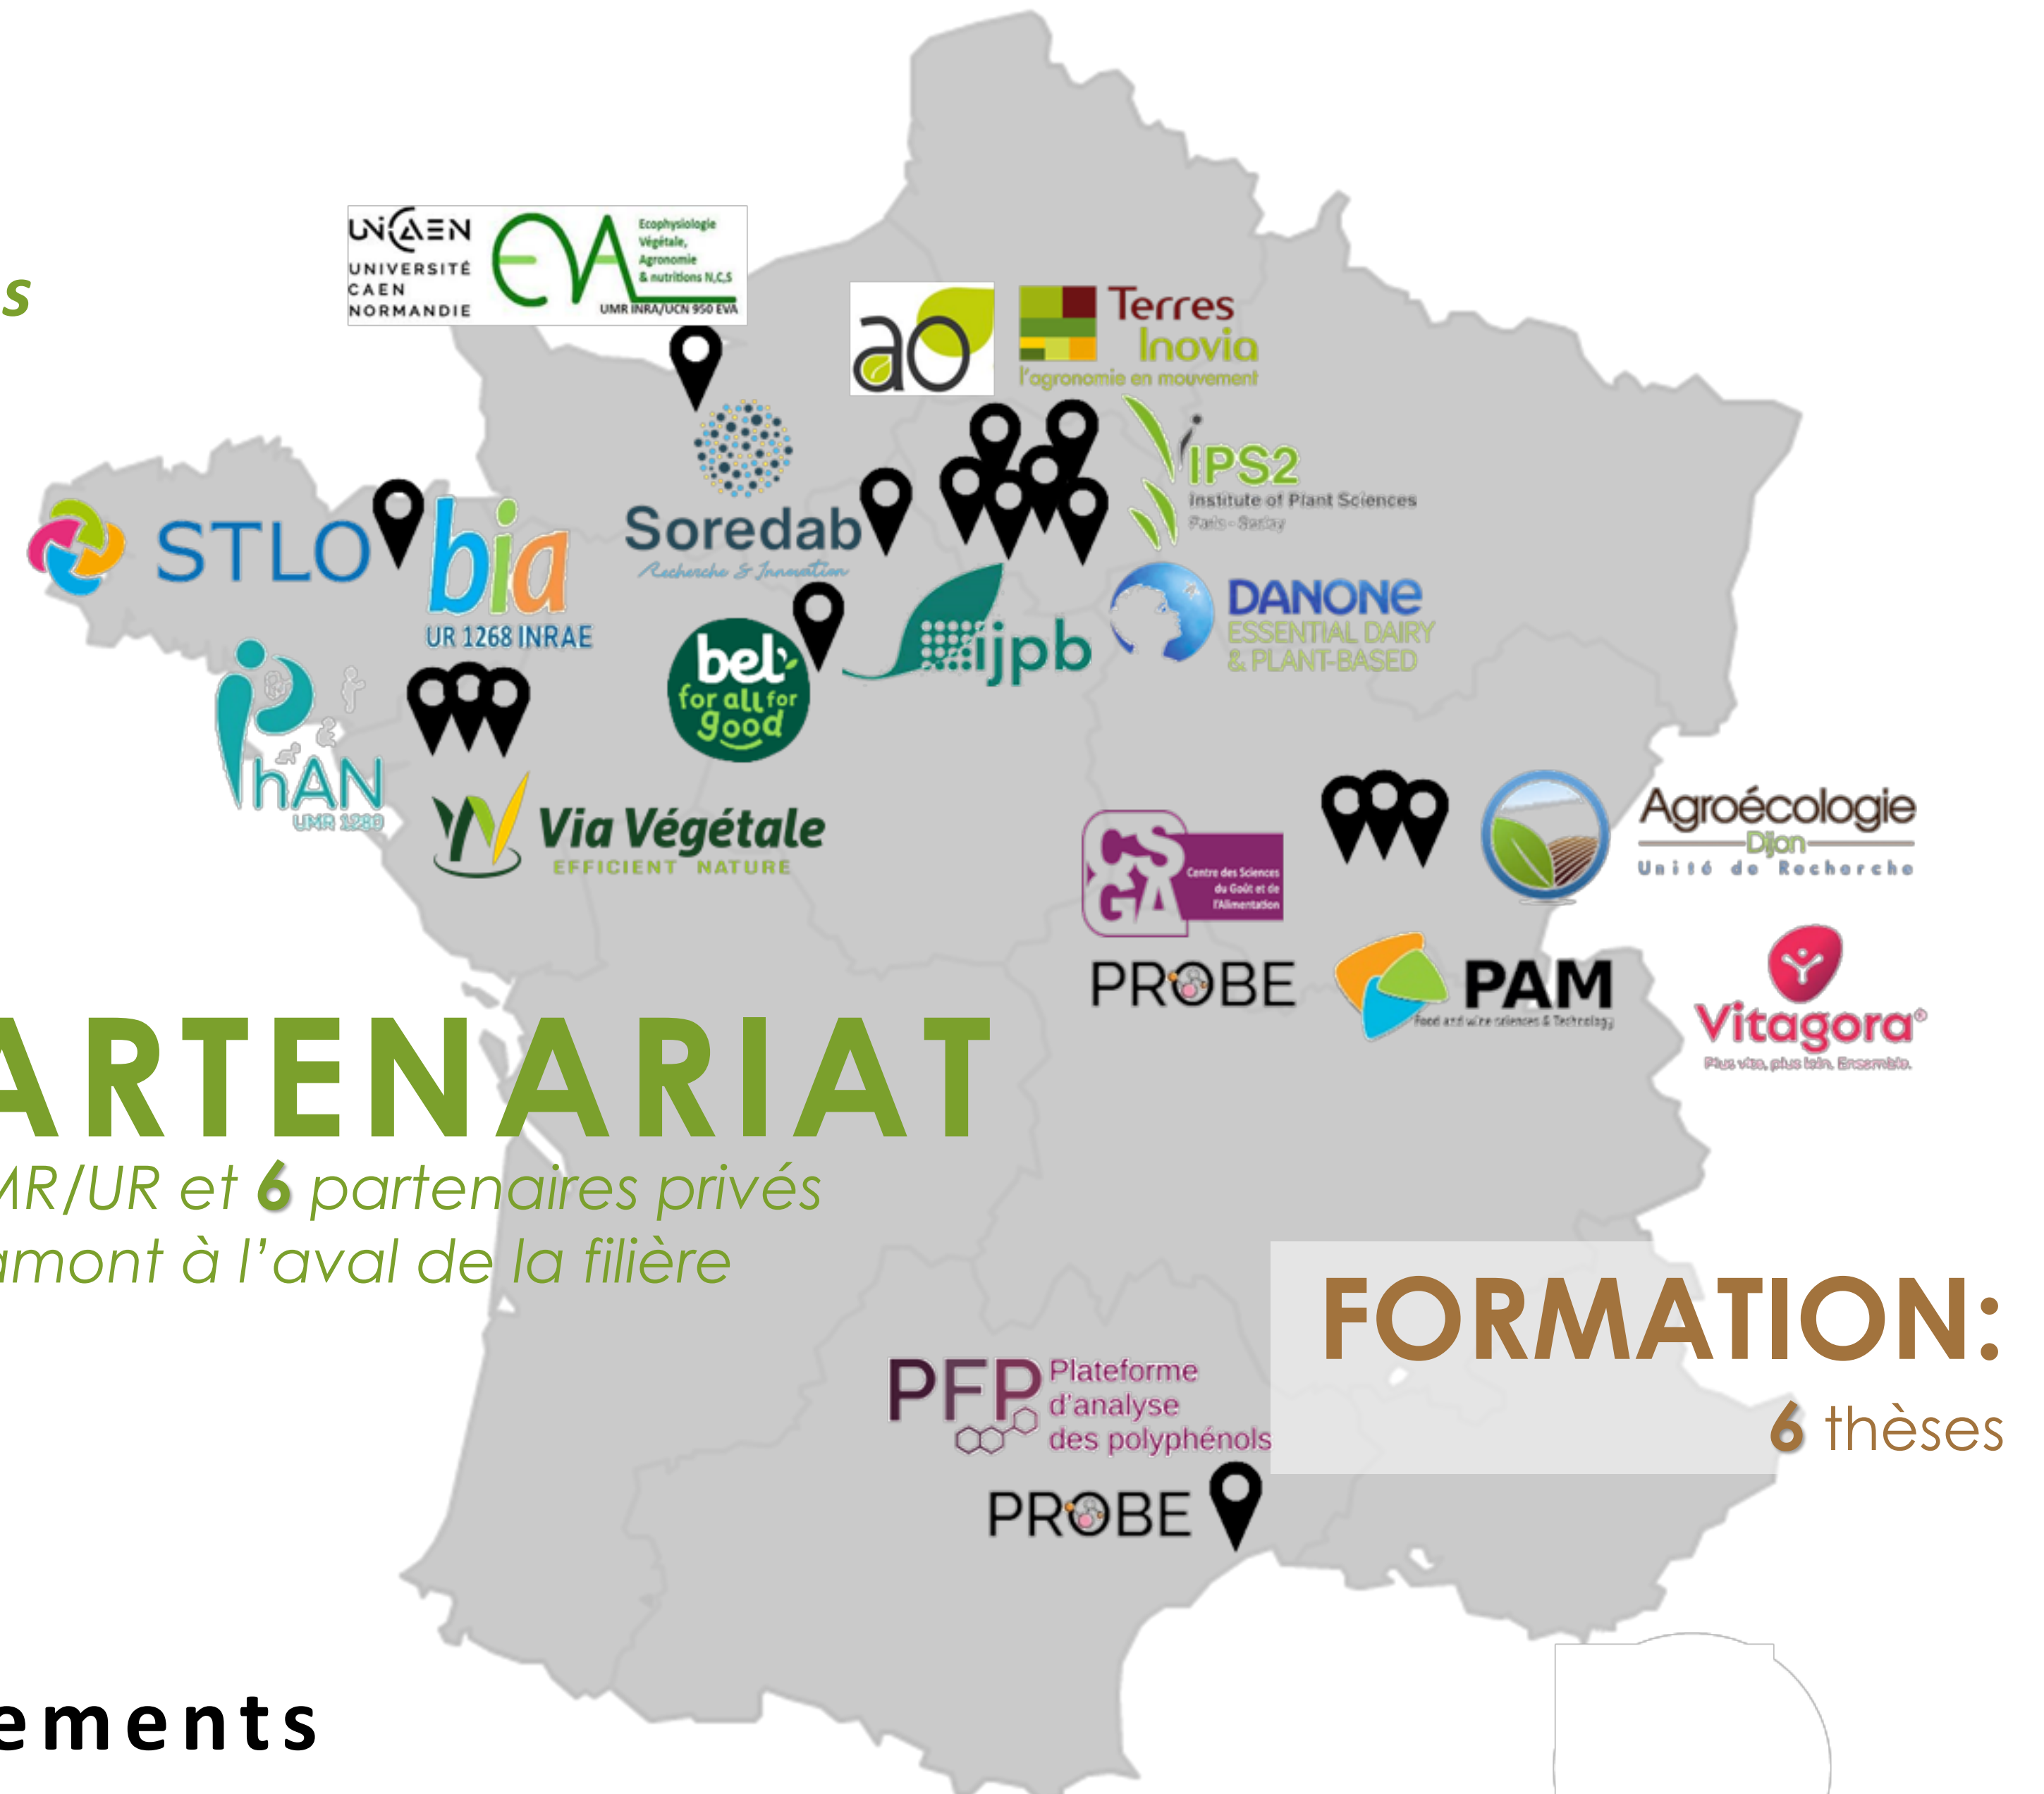 s
UNICAEN
UNIVERSITÉ
CAEN
NORMANDIE
EVA
Ecophysiologie
Végétale,
Agronomie
& nutritions N,C,S
UMR INRA/UCN 950 EVA
ao
Terres
Inovia
l'agronomie en mouvement
IPS2
Institute of Plant Sciences
Paris-Saclay
STLO
bia
UR 1268 INRAE
Soredab
Recherche & Innovation
bel
for all for
good
ijpb
DANONE
ESSENTIAL DAIRY
& PLANT-BASED
PhAN
UMR 1280
Via Végétale
EFFICIENT NATURE
CSGA
Centre des Sciences
du Goût et de
l'Alimentation
Agroécologie
Dijon
Unité de Recherche
PROBE
PAM
Food and wine sciences & Technology
Vitagora®
Plus vite, plus loin. Ensemble.
ARTENARIAT
MR/UR et 6 partenaires privés
amont à l'aval de la filière
FORMATION:
6 thèses
PFP
Plateforme
d'analyse
des polyphénols
PROBE
ements